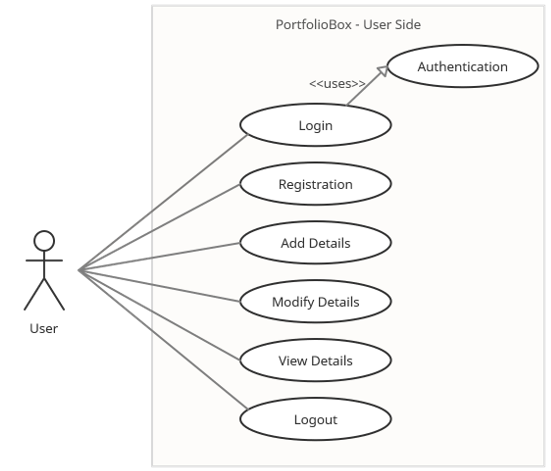 PortfolioBox - User Side
Authentication
<<uses>>
Login
Registration
Add Details
Modify Details
View Details
Logout
User